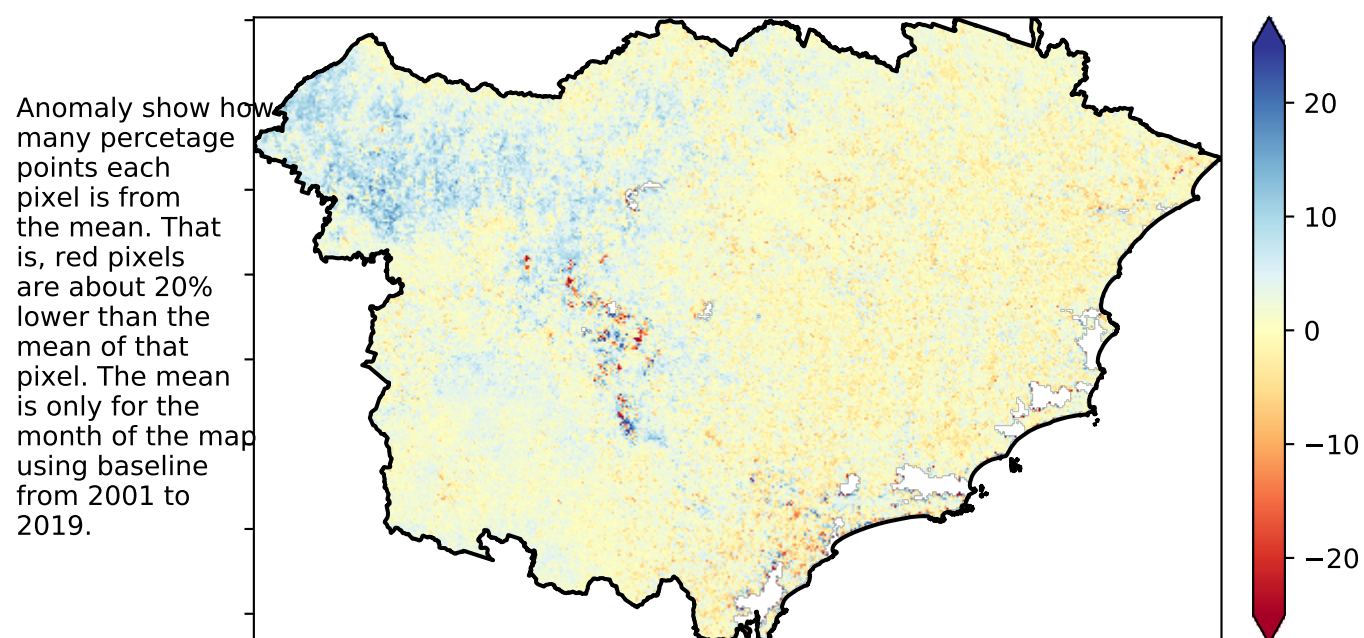 Anomaly show how
many percetage
points each
pixel is from
the mean. That
is, red pixels
are about 20%
lower than the
mean of that
pixel. The mean
is only for the
month of the map
using baseline
from 2001 to
2019.
20
10
0
−10
−20